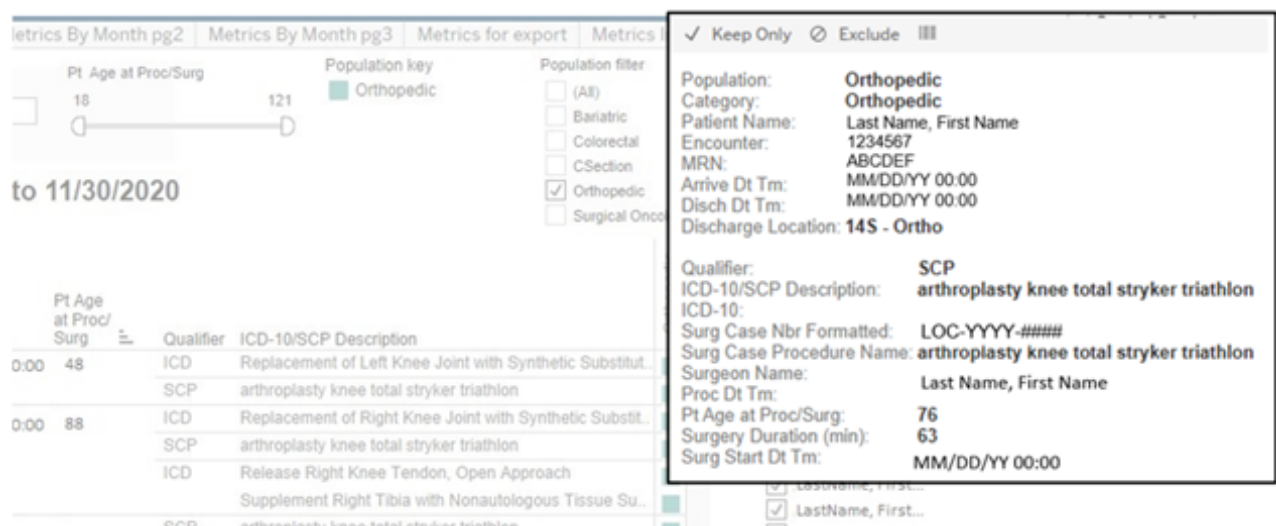 Metrics By Month pg2 Metrics By Month pg3 Metrics for export Metrics
Pt Age at Proc/Surg
18 121
Population key
Orthopedic
Population filter
(All)
Bariatric
Colorectal
CSection
Orthopedic
Surgical Onco
to 11/30/2020
Pt Age
at Proc/
Surg Qualifier ICD-10/SCP Description
0:00 48 ICD Replacement of Left Knee Joint with Synthetic Substitut..
SCP arthroplasty knee total stryker triathlon
0:00 88 ICD Replacement of Right Knee Joint with Synthetic Substit..
SCP arthroplasty knee total stryker triathlon
ICD Release Right Knee Tendon, Open Approach
Supplement Right Tibia with Nonautologous Tissue Su..
SCP arthroplasty knee total stryker triathlon
Keep Only Exclude
Population: Orthopedic
Category: Orthopedic
Patient Name: Last Name, First Name
Encounter: 1234567
MRN: ABCDEF
Arrive Dt Tm: MM/DD/YY 00:00
Disch Dt Tm: MM/DD/YY 00:00
Discharge Location: 14S - Ortho
Qualifier: SCP
ICD-10/SCP Description: arthroplasty knee total stryker triathlon
ICD-10:
Surg Case Nbr Formatted: LOC-YYYY-####
Surg Case Procedure Name: arthroplasty knee total stryker triathlon
Surgeon Name: Last Name, First Name
Proc Dt Tm:
Pt Age at Proc/Surg: 76
Surgery Duration (min): 63
Surg Start Dt Tm: MM/DD/YY 00:00
LastName, First...
LastName, First...